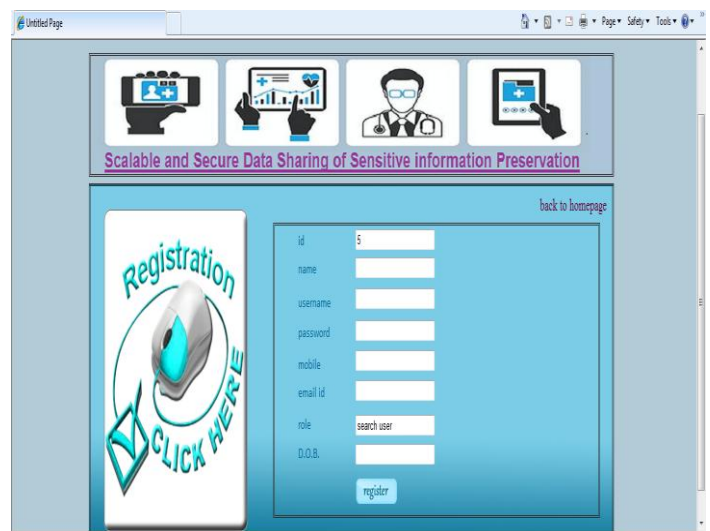 Untitled Page
Page ▾ Safety ▾ Tools ▾
Scalable and Secure Data Sharing of Sensitive information Preservation
back to homepage
Registration
CLICK HERE
id 5
name
username
password
mobile
email id
role search user
D.O.B.
register